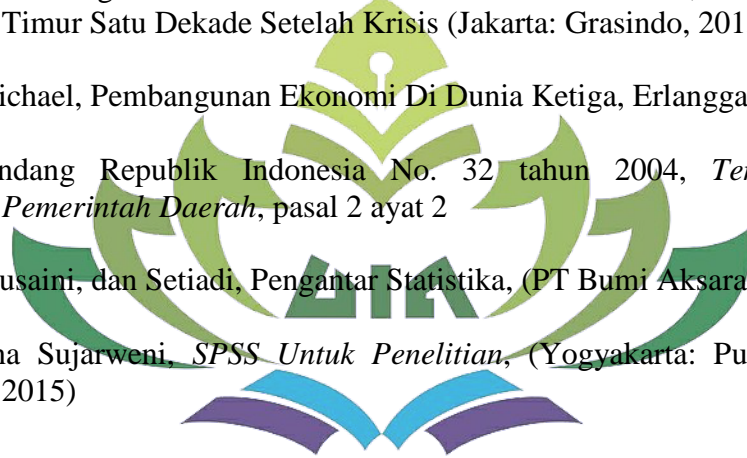 Timur Satu Dekade Setelah Krisis (Jakarta: Grasindo, 201
ichael, Pembangunan Ekonomi Di Dunia Ketiga, Erlangga
ndang Republik Indonesia No. 32 tahun 2004, Ten
Pemerintah Daerah, pasal 2 ayat 2
usaini, dan Setiadi, Pengantar Statistika, (PT Bumi Aksara
na Sujarweni, SPSS Untuk Penelitian, (Yogyakarta: Pu
2015)
UIN